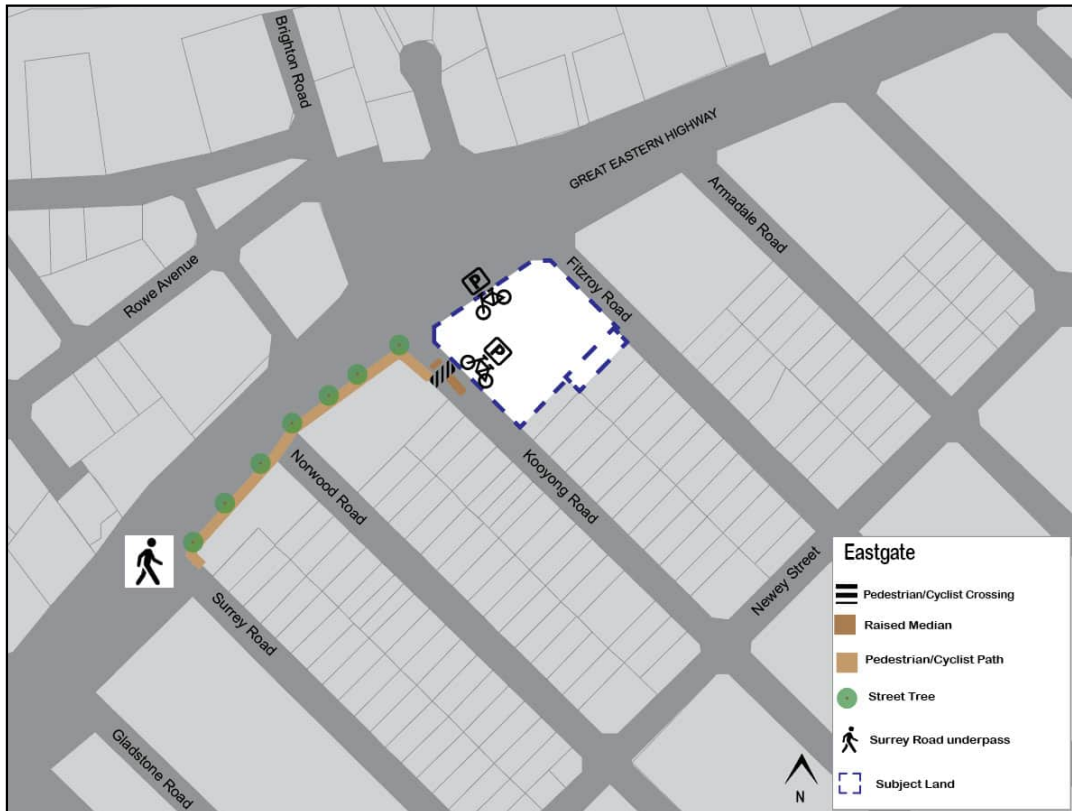 Brighton Road
GREAT EASTERN HIGHWAY
Armadale Road
Rowe Avenue
Fitzroy Road
P
P
Norwood Road
Kooyong Road
Newey Street
Surrey Road
Gladstone Road
N
Eastgate
Pedestrian/Cyclist Crossing
Raised Median
Pedestrian/Cyclist Path
Street Tree
Surrey Road underpass
Subject Land